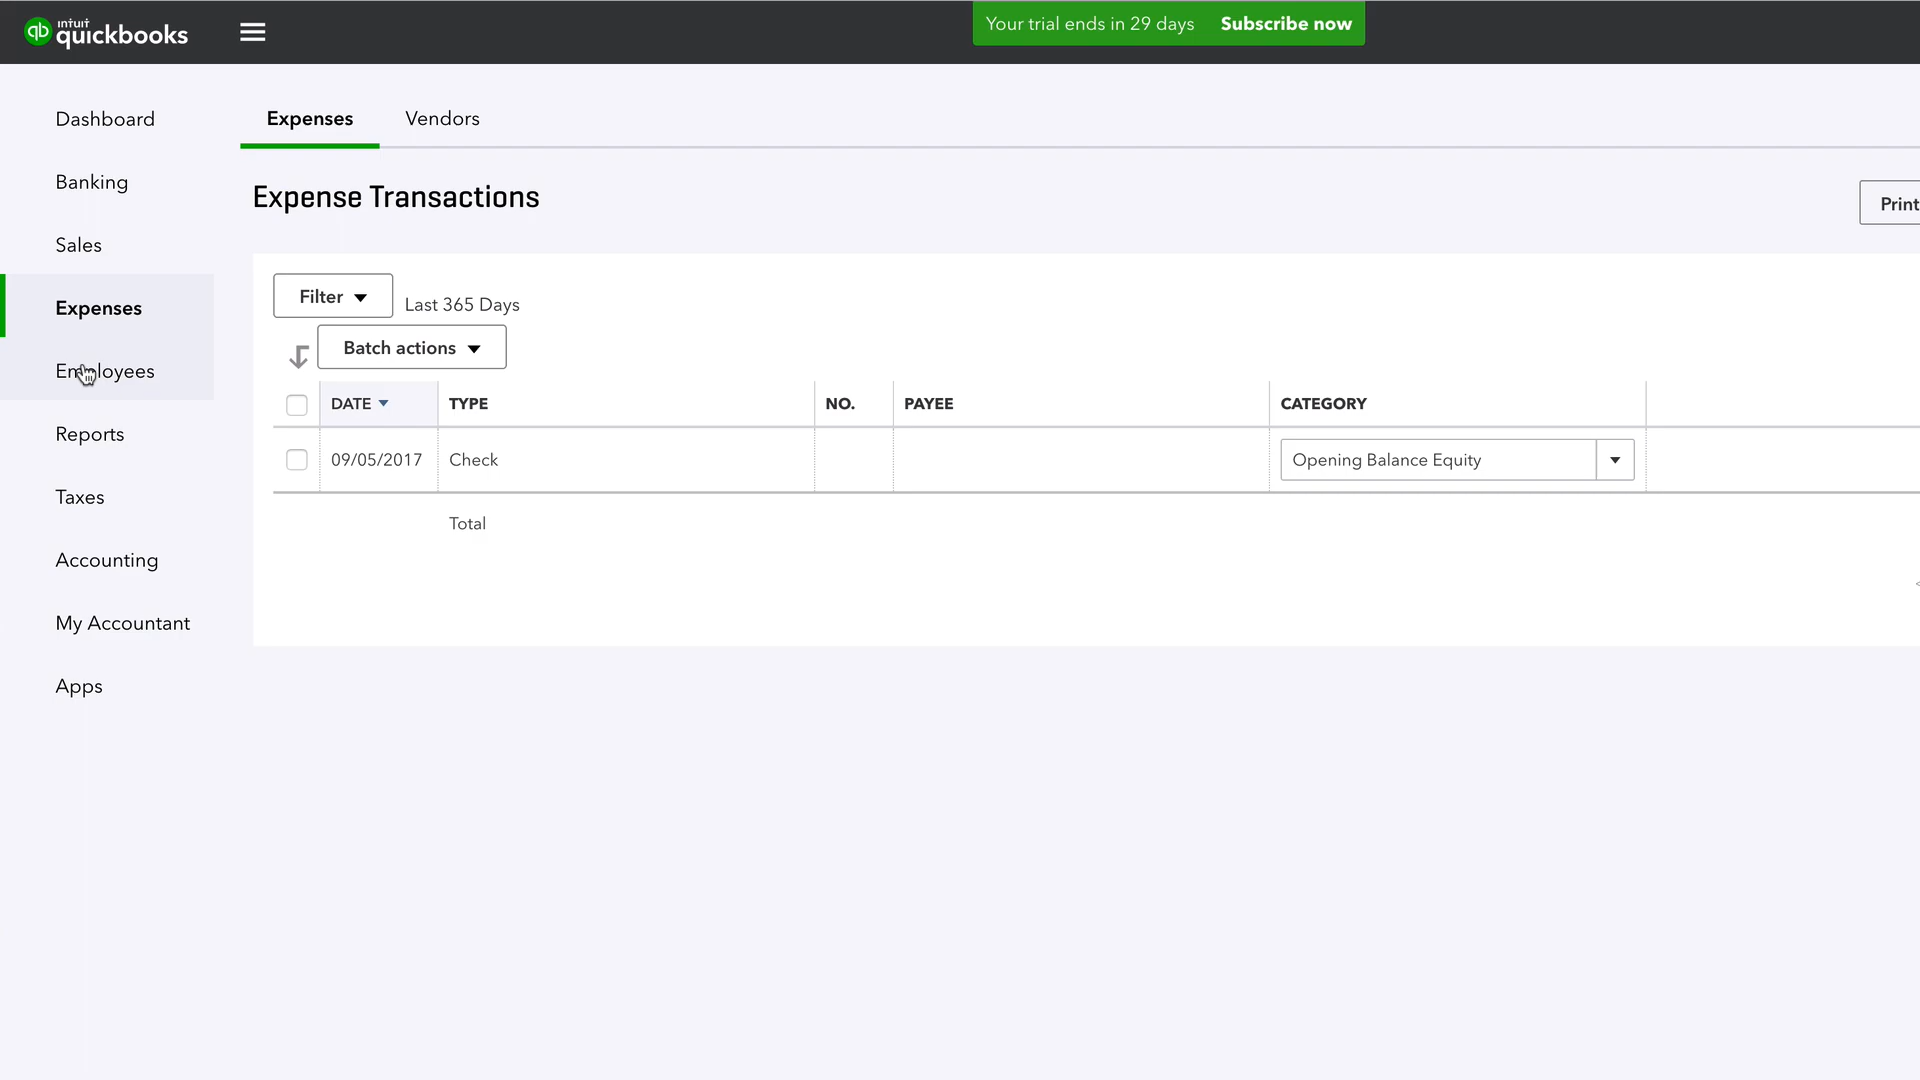 intuit
quickbooks
Your trial ends in 29 days Subscribe now
Dashboard
Banking
Sales
Expenses
Employees
Reports
Taxes
Accounting
My Accountant
Apps
Expenses Vendors
Expense Transactions
Print
Filter Last 365 Days
Batch actions
DATE TYPE NO. PAYEE CATEGORY
09/05/2017 Check Opening Balance Equity
Total